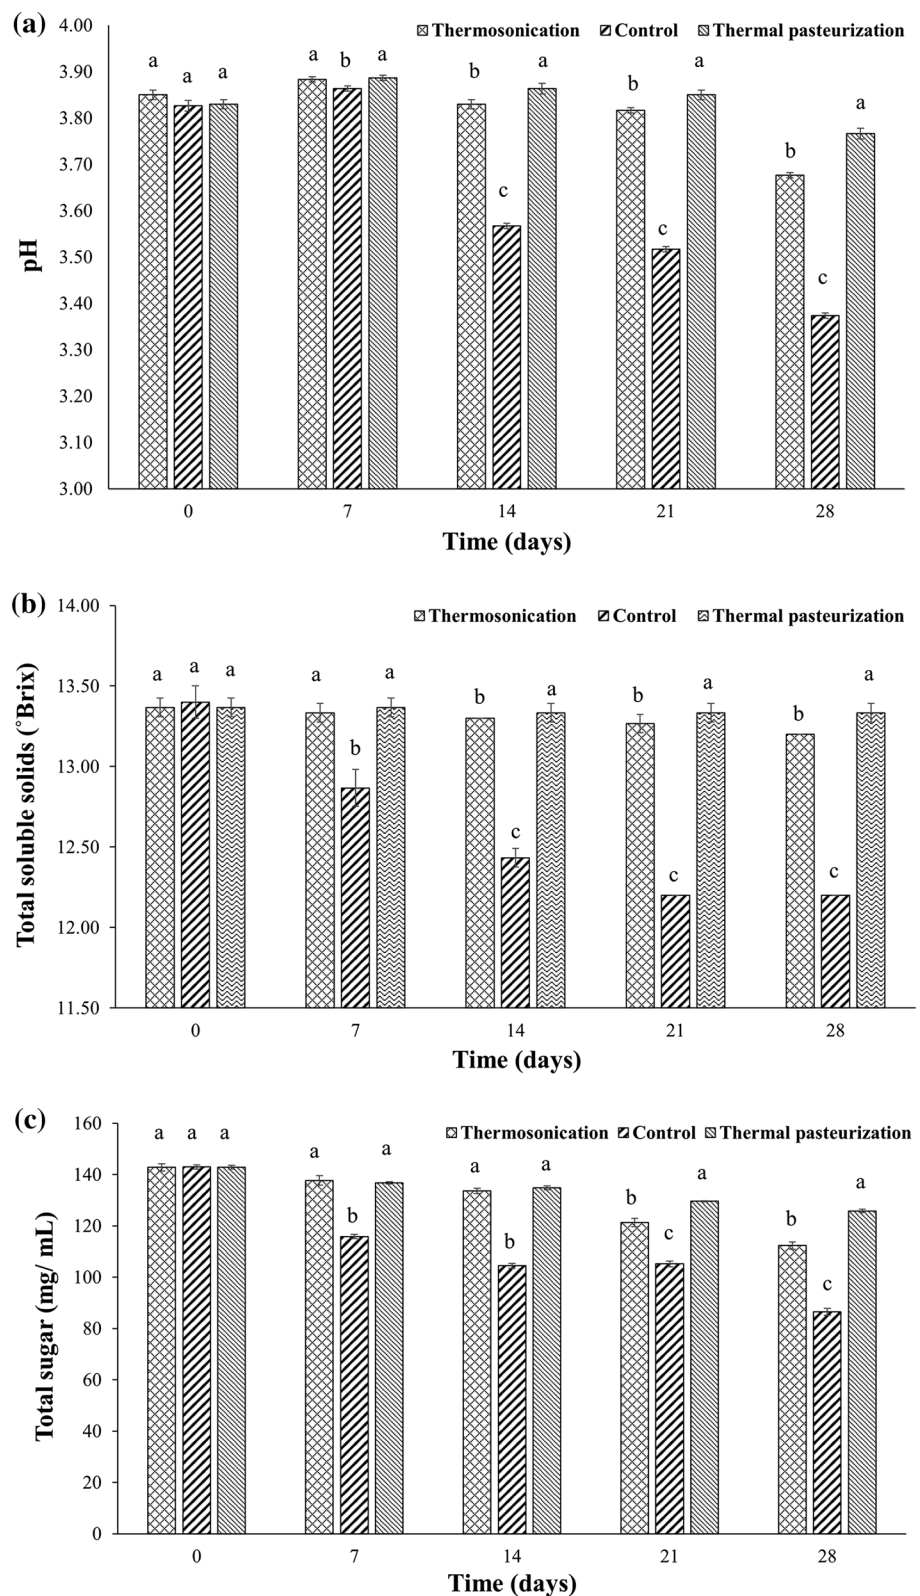 (a)
Thermosonication Control Thermal pasteurization
4.00
3.90
3.80
3.70
3.60
3.50
3.40
3.30
3.20
3.10
3.00
pH
a a a a b a b c a b c a b c a
0 7 14 21 28
Time (days)
(b)
Thermosonication Control Thermal pasteurization
14.00
13.50
13.00
12.50
12.00
11.50
Total soluble solids (˚Brix)
a a a a b a b c a b c a b c a
0 7 14 21 28
Time (days)
(c)
Thermosonication Control Thermal pasteurization
160
140
120
100
80
60
40
20
0
Total sugar (mg/ mL)
a a a a b a a b a b c a b c a
0 7 14 21 28
Time (days)